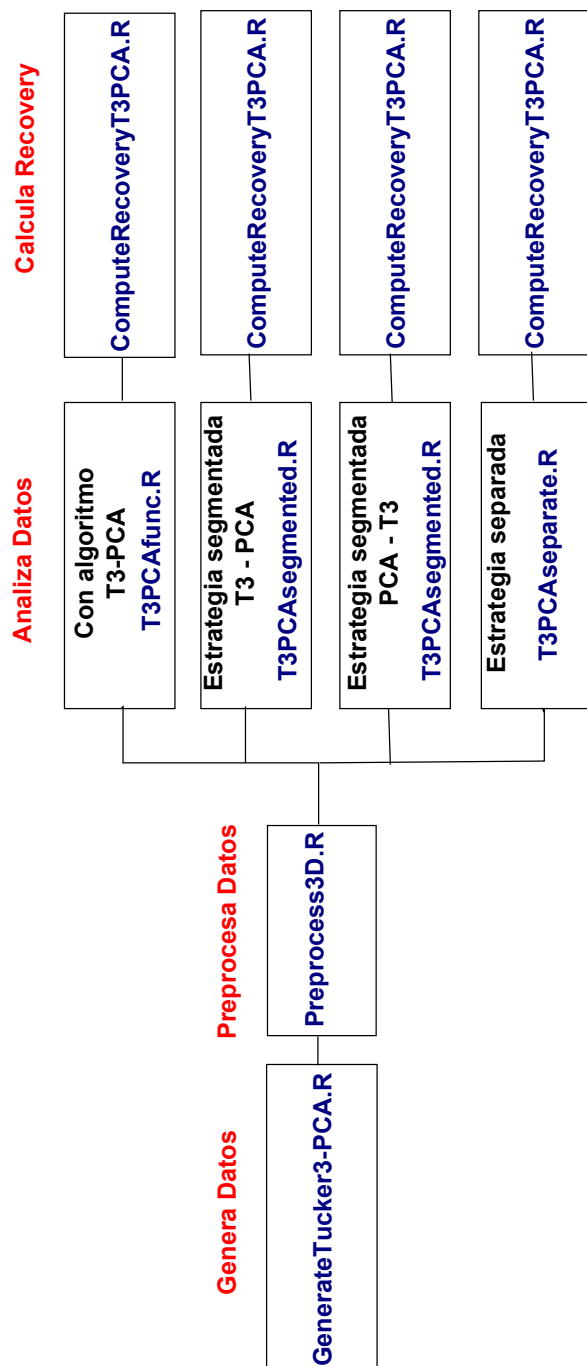 Genera Datos
GenerateTucker3-PCA.R
Preprocesa Datos
Preprocess3D.R
Analiza Datos
Con algoritmo
T3-PCA
T3PCAfunc.R
Estrategia segmentada
T3 - PCA
T3PCAsegmented.R
Estrategia segmentada
PCA - T3
T3PCAsegmented.R
Estrategia separada
T3PCAseparate.R
Calcula Recovery
ComputeRecoveryT3PCA.R
ComputeRecoveryT3PCA.R
ComputeRecoveryT3PCA.R
ComputeRecoveryT3PCA.R